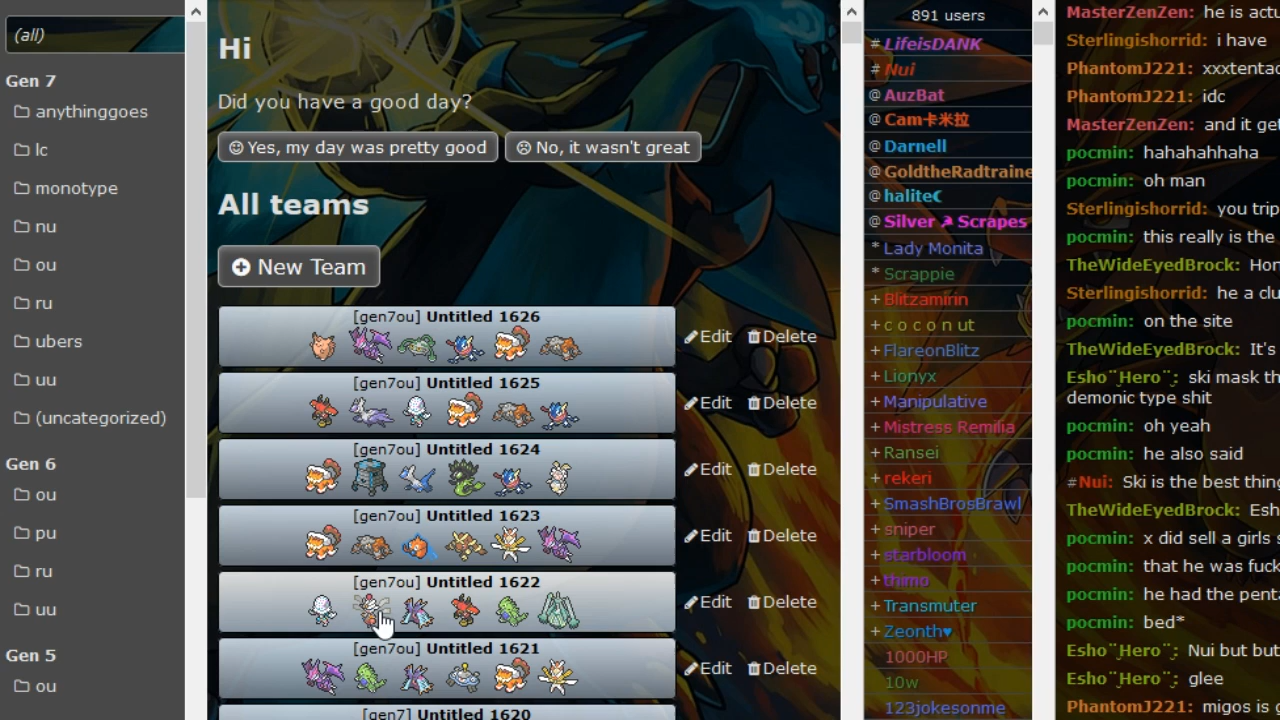 (all)
Gen 7
anythinggoes
lc
monotype
nu
ou
ru
ubers
uu
(uncategorized)
Gen 6
ou
pu
ru
uu
Gen 5
ou
Hi
Did you have a good day?
Yes, my day was pretty good
No, it wasn't great
All teams
New Team
[gen7ou] Untitled 1626
Edit Delete
[gen7ou] Untitled 1625
Edit Delete
[gen7ou] Untitled 1624
Edit Delete
[gen7ou] Untitled 1623
Edit Delete
[gen7ou] Untitled 1622
Edit Delete
[gen7ou] Untitled 1621
Edit Delete
[gen7] Untitled 1620
891 users
#LifeisDANK
#Nui
@AuzBat
@Cam卡米拉
@Darnell
@GoldtheRadtraine
@halite☾
@Silver ☭ Scrapes
*Lady Monita
*Scrappie
+Blitzamirin
+c o c o n ut
+FlareonBlitz
+Lionyx
+Manipulative
+Mistress Remilia
+Ransei
+rekeri
+SmashBrosBrawl
+sniper
+starbloom
+thimo
+Transmuter
+Zeonth♥
1000HP
10w
123jokesonme
MasterZenZen: he is actu
Sterlingishorrid: i have
PhantomJ221: xxxtentac
PhantomJ221: idc
MasterZenZen: and it get
pocmin: hahahahhaha
pocmin: oh man
Sterlingishorrid: you trip
pocmin: this really is the
TheWideEyedBrock: Hor
Sterlingishorrid: he a clu
pocmin: on the site
TheWideEyedBrock: It's
Esho¨Hero¨: ski mask th
demonic type shit
pocmin: oh yeah
pocmin: he also said
#Nui: Ski is the best thing
TheWideEyedBrock: Esh
pocmin: x did sell a girls s
pocmin: that he was fuck
pocmin: he had the penta
pocmin: bed*
Esho¨Hero¨: Nui but but
Esho¨Hero¨: glee
PhantomJ221: migos is g